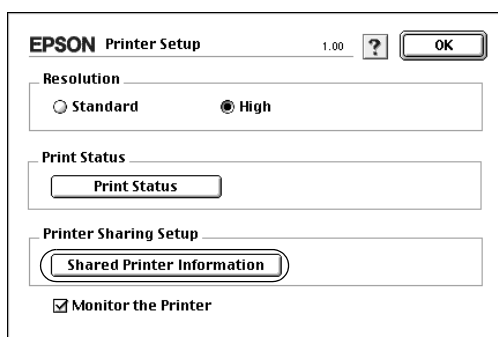 EPSON Printer Setup 1.00 ? OK
Resolution
Standard High
Print Status
Print Status
Printer Sharing Setup
Shared Printer Information
Monitor the Printer